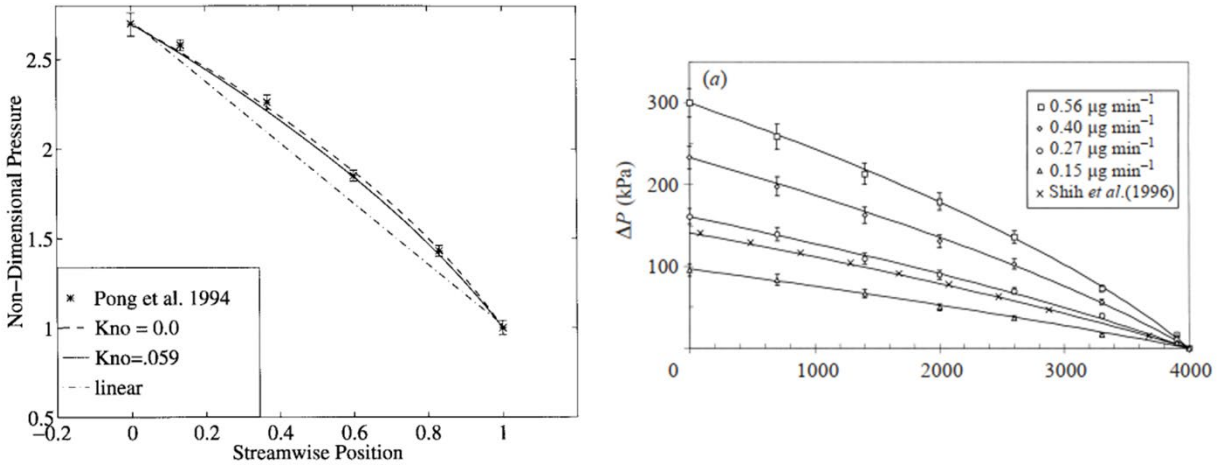 2.5
2
1.5
1
0.5
Non-Dimensional Pressure
Pong et al. 1994
Kno = 0.0
Kno=.059
linear
−0.2 0 0.2 0.4 0.6 0.8 1
Streamwise Position
(a)
300
200
100
ΔP (kPa)
0.56 μg min⁻¹
0.40 μg min⁻¹
0.27 μg min⁻¹
0.15 μg min⁻¹
Shih et al.(1996)
0 1000 2000 3000 4000